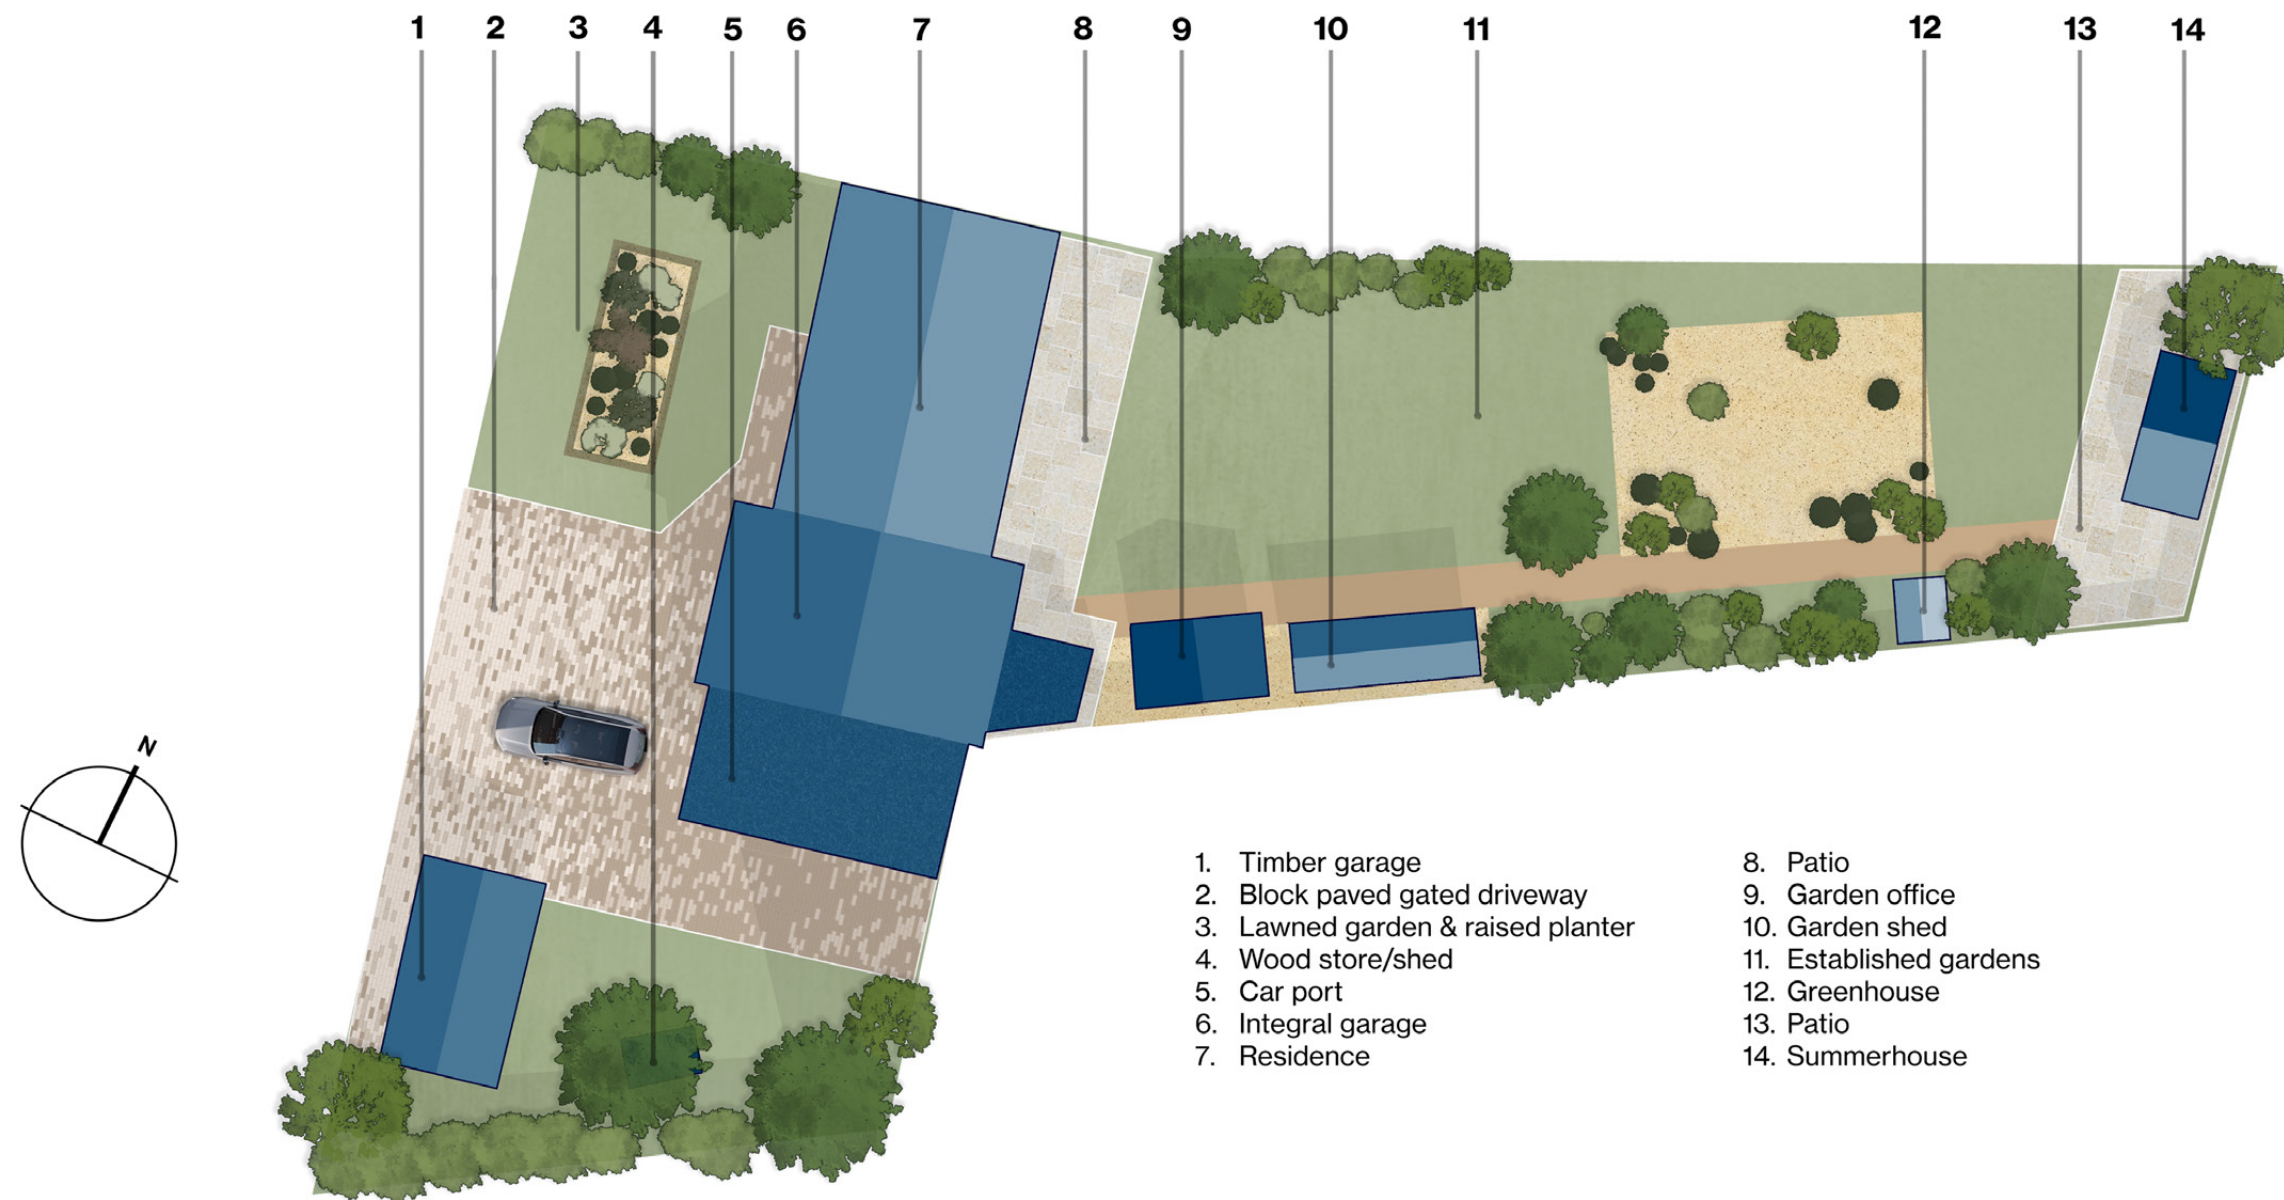 1 2 3 4 5 6 7 8 9 10 11 12 13 14
N
1. Timber garage
2. Block paved gated driveway
3. Lawned garden & raised planter
4. Wood store/shed
5. Car port
6. Integral garage
7. Residence
8. Patio
9. Garden office
10. Garden shed
11. Established gardens
12. Greenhouse
13. Patio
14. Summerhouse